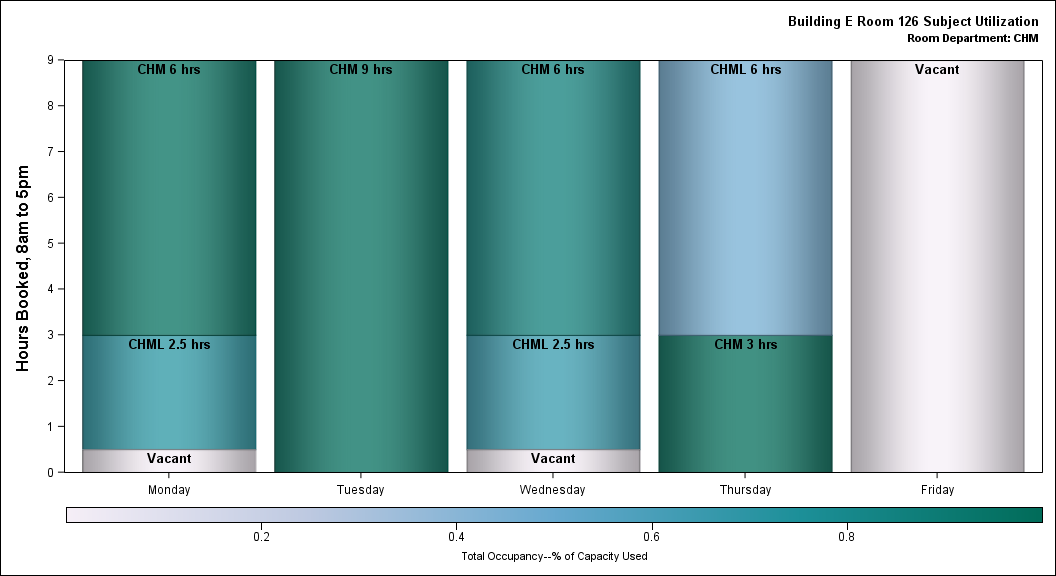 Building E Room 126 Subject Utilization
Room Department: CHM
Hours Booked, 8am to 5pm
9
8
7
6
5
4
3
2
1
0
CHM 6 hrs
CHM 9 hrs
CHM 6 hrs
CHML 6 hrs
Vacant
CHML 2.5 hrs
CHML 2.5 hrs
CHM 3 hrs
Vacant
Vacant
Monday
Tuesday
Wednesday
Thursday
Friday
0.2
0.4
0.6
0.8
Total Occupancy--% of Capacity Used